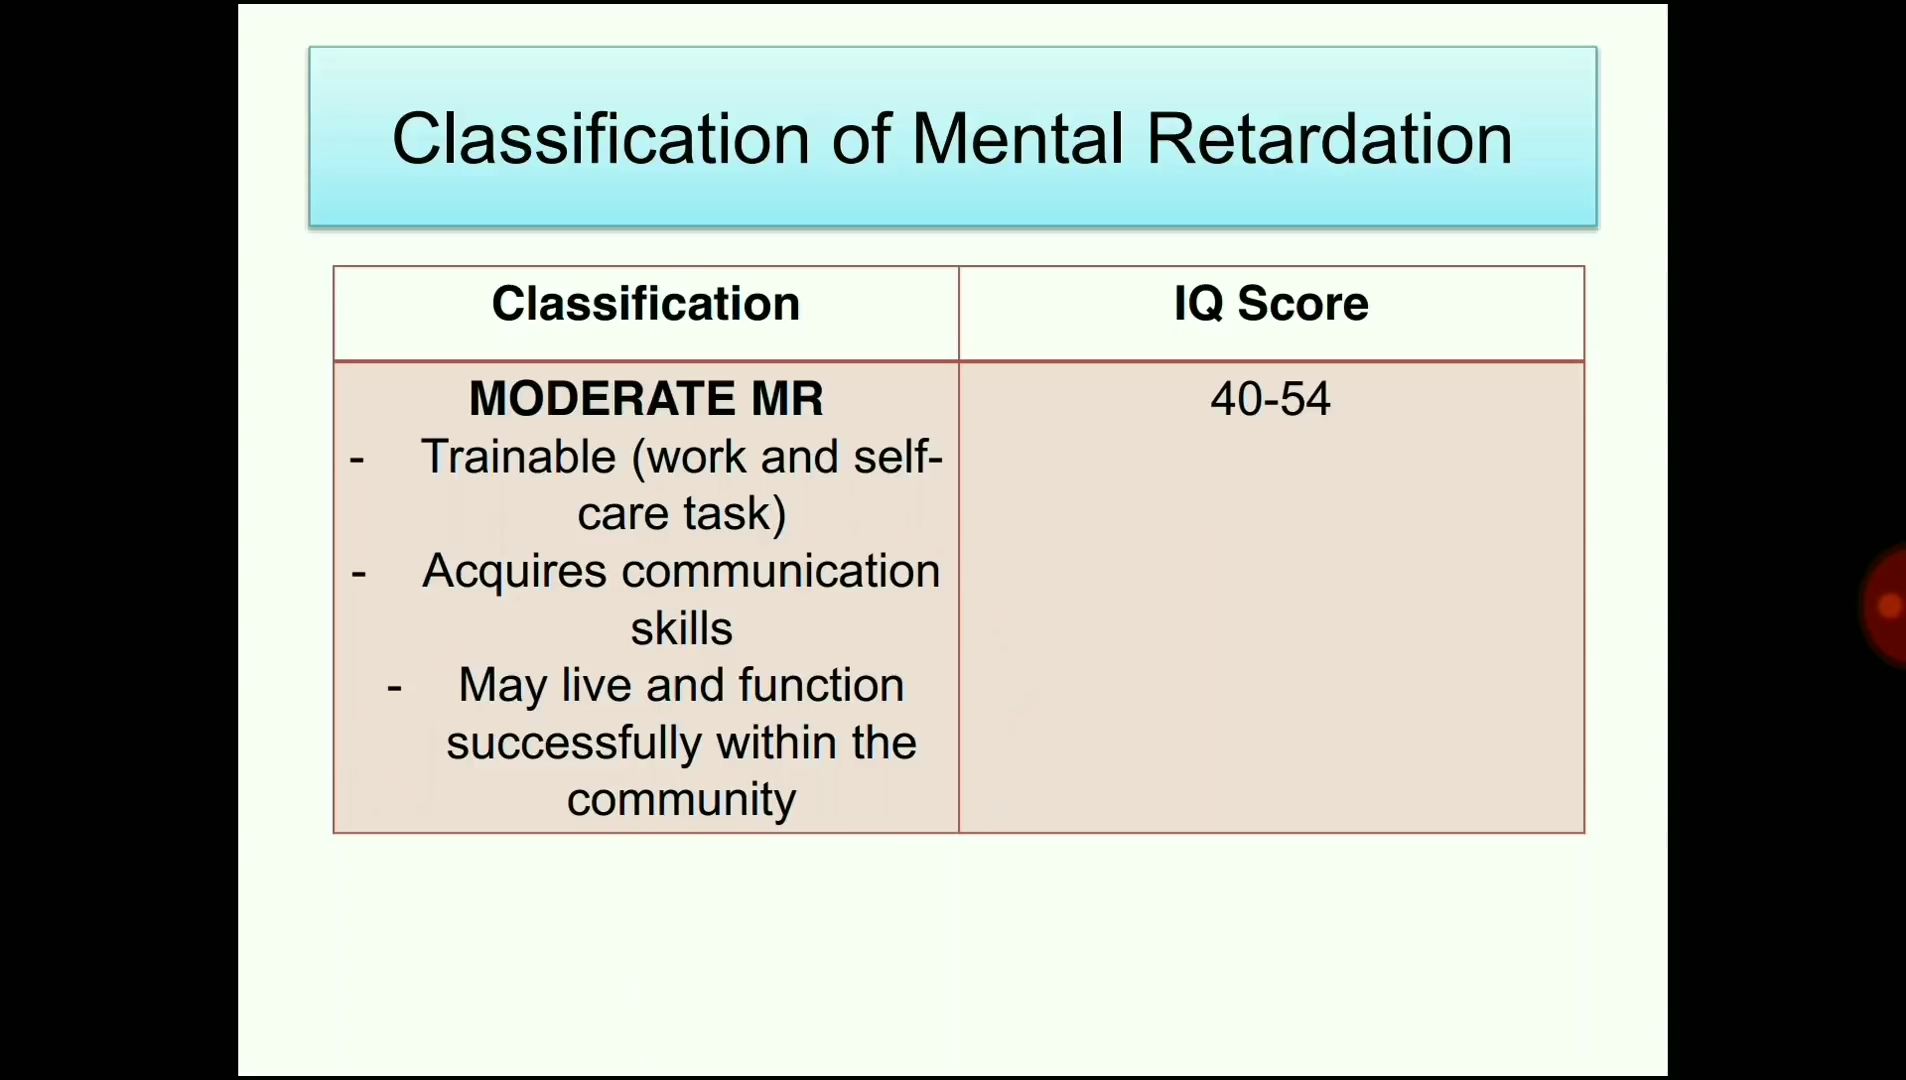 Classification of Mental Retardation
Classification
IQ Score
MODERATE MR
40-54
- Trainable (work and self-
care task)
- Acquires communication
skills
- May live and function
successfully within the
community